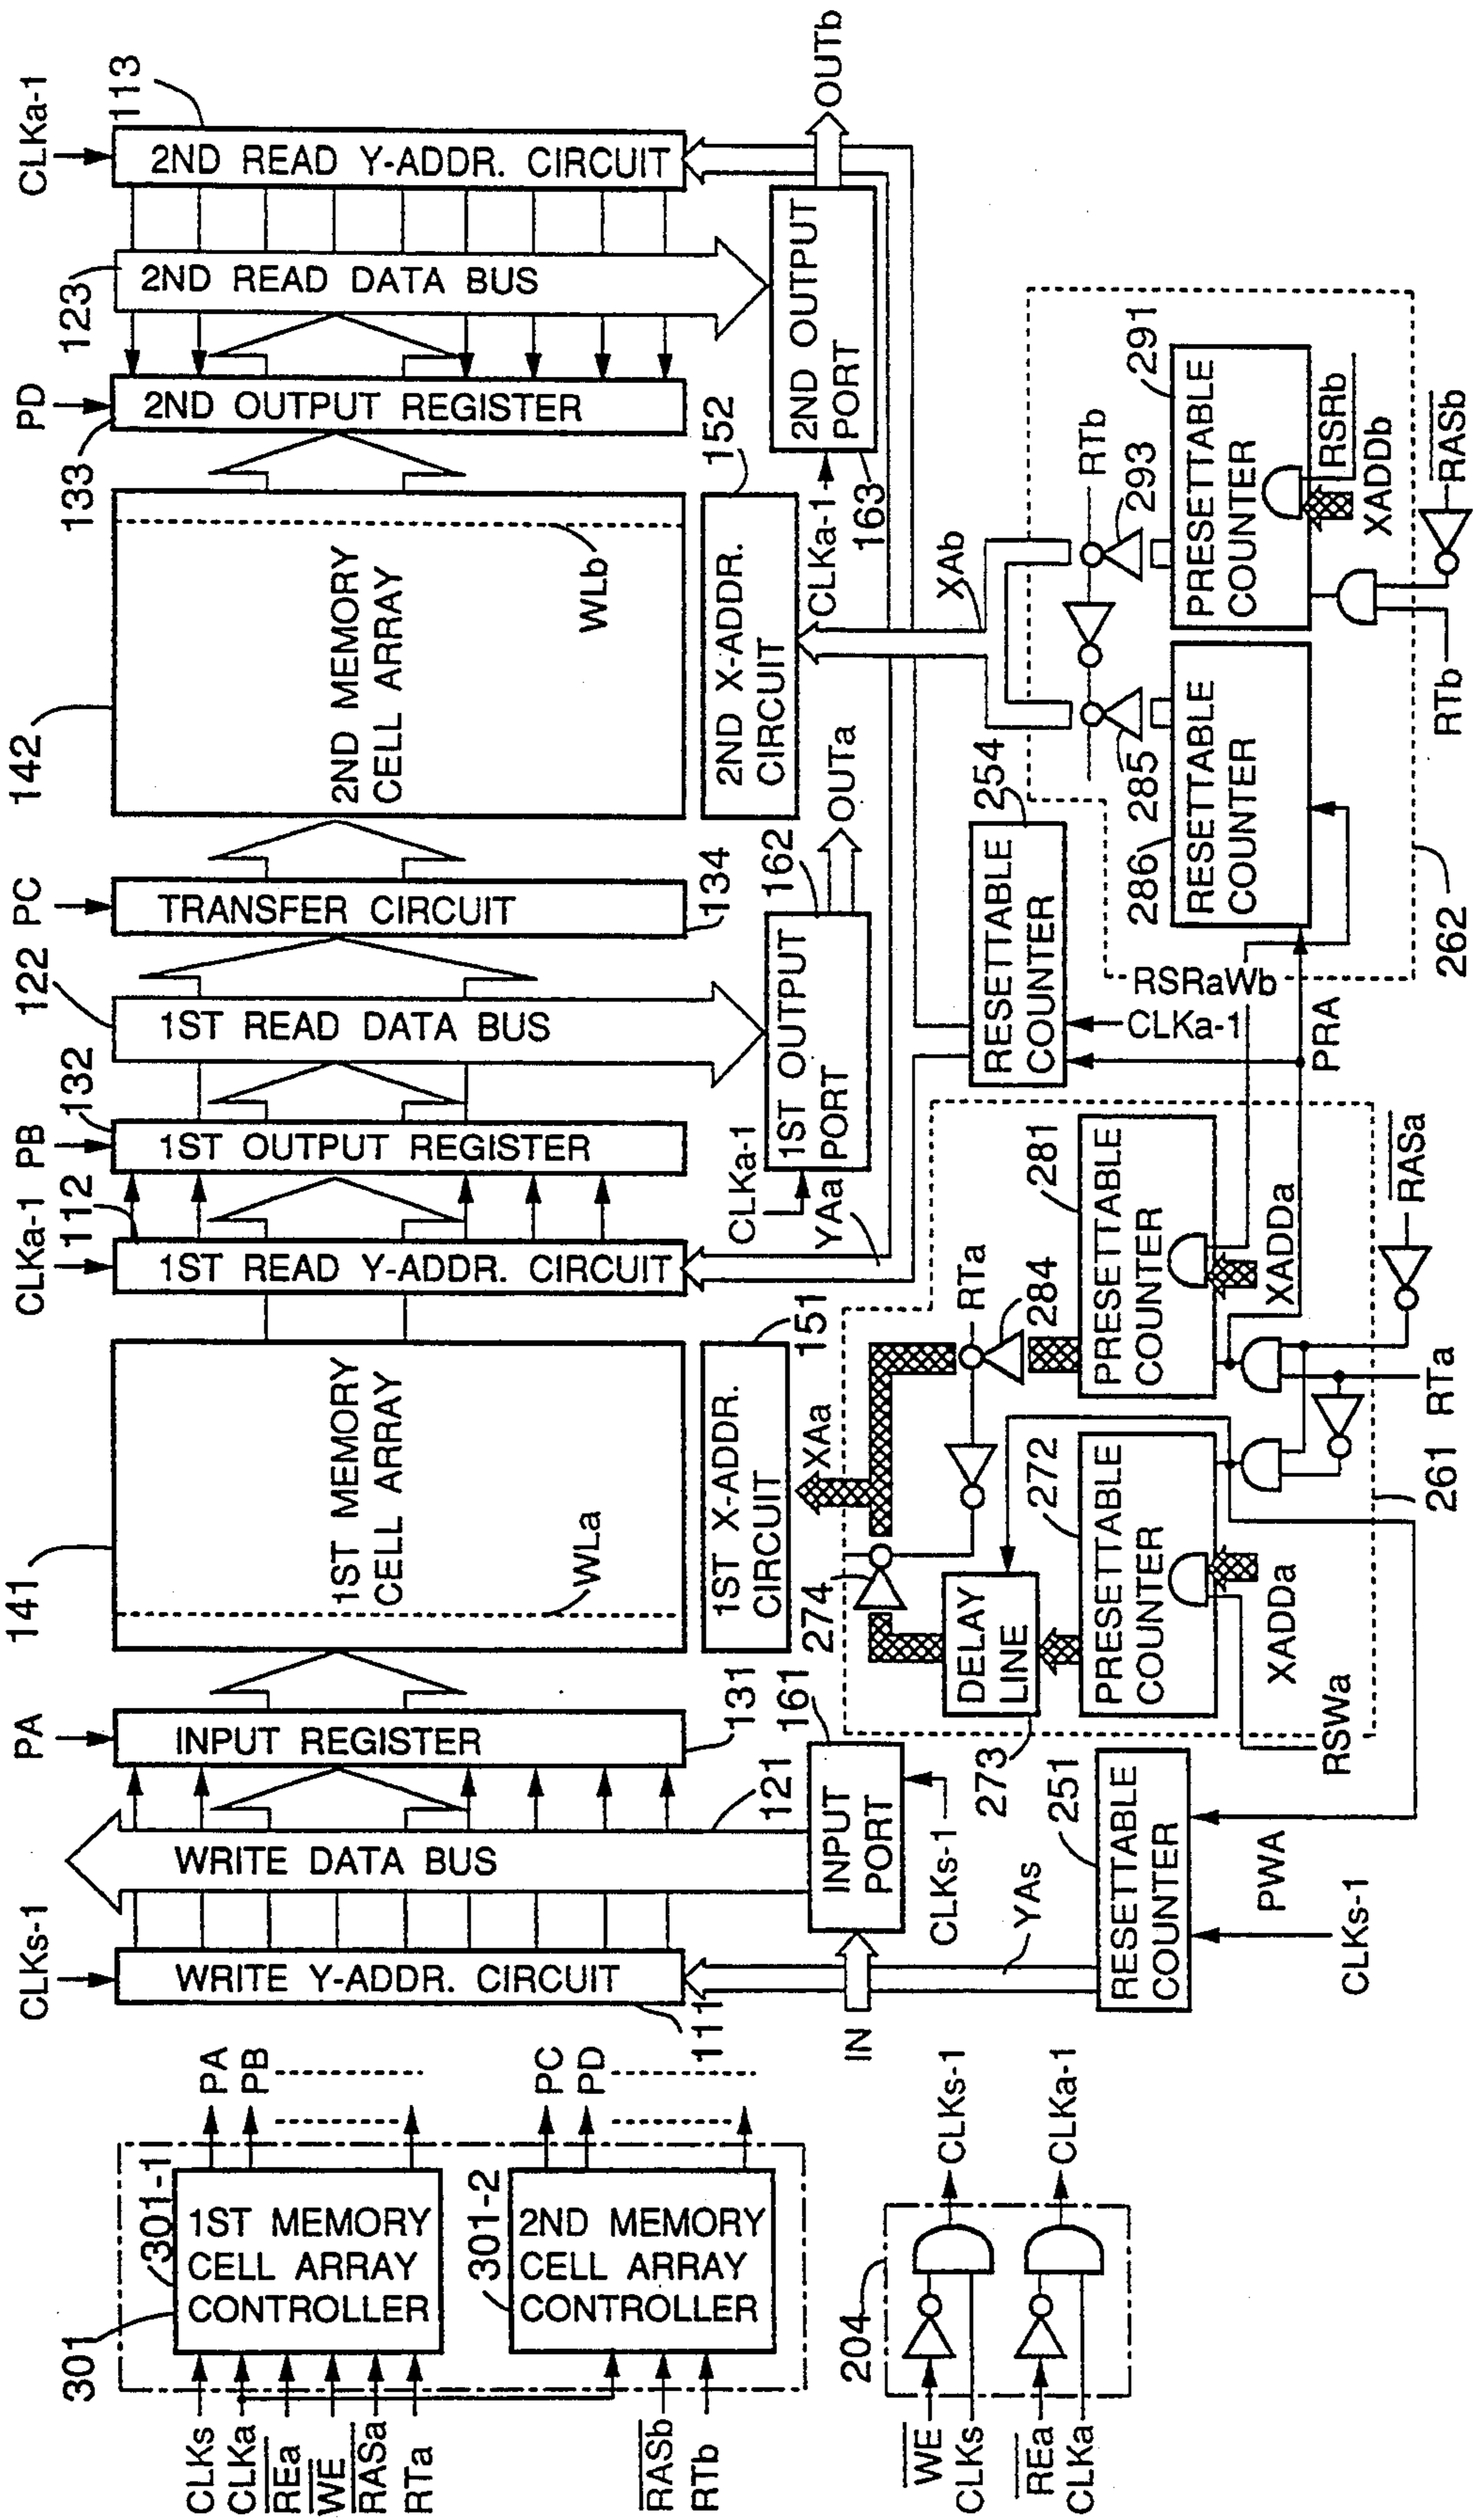 CLKs-1
PA
141
CLKa-1
112
PB
132
122
PC
142
133
PD
123
CLKa-1
113
WRITE Y-ADDR. CIRCUIT
WRITE DATA BUS
INPUT REGISTER
1ST MEMORY
CELL ARRAY
WLa
1ST READ Y-ADDR. CIRCUIT
1ST OUTPUT REGISTER
1ST READ DATA BUS
TRANSFER CIRCUIT
2ND MEMORY
CELL ARRAY
WLb
2ND OUTPUT REGISTER
2ND READ DATA BUS
2ND READ Y-ADDR. CIRCUIT
111
121
131
151
134
152
301
301-1
1ST MEMORY
CELL ARRAY
CONTROLLER
301-2
2ND MEMORY
CELL ARRAY
CONTROLLER
CLKs
CLKa
REa
WE
RASa
RTa
RASb
RTb
PA
PB
PC
PD
IN
INPUT
PORT
161
CLKs-1
1ST X-ADDR.
CIRCUIT
XAa
YAa
CLKa-1
1ST OUTPUT
PORT
162
OUTa
2ND X-ADDR.
CIRCUIT
CLKa-1
163
2ND OUTPUT
PORT
OUTb
XAb
204
WE
CLKs
REa
CLKa
CLKs-1
CLKa-1
YAs
251
RESETTABLE
COUNTER
CLKs-1
PWA
RSWa
273
DELAY
LINE
274
RTa
284
272
PRESETTABLE
COUNTER
XADDa
281
PRESETTABLE
COUNTER
XADDa
261
RTa
RASa
254
RESETTABLE
COUNTER
CLKa-1
RSRaWb
PRA
262
286
285
RESETTABLE
COUNTER
RTb
293
291
PRESETTABLE
COUNTER
RSRb
XADDb
RTb
RASb